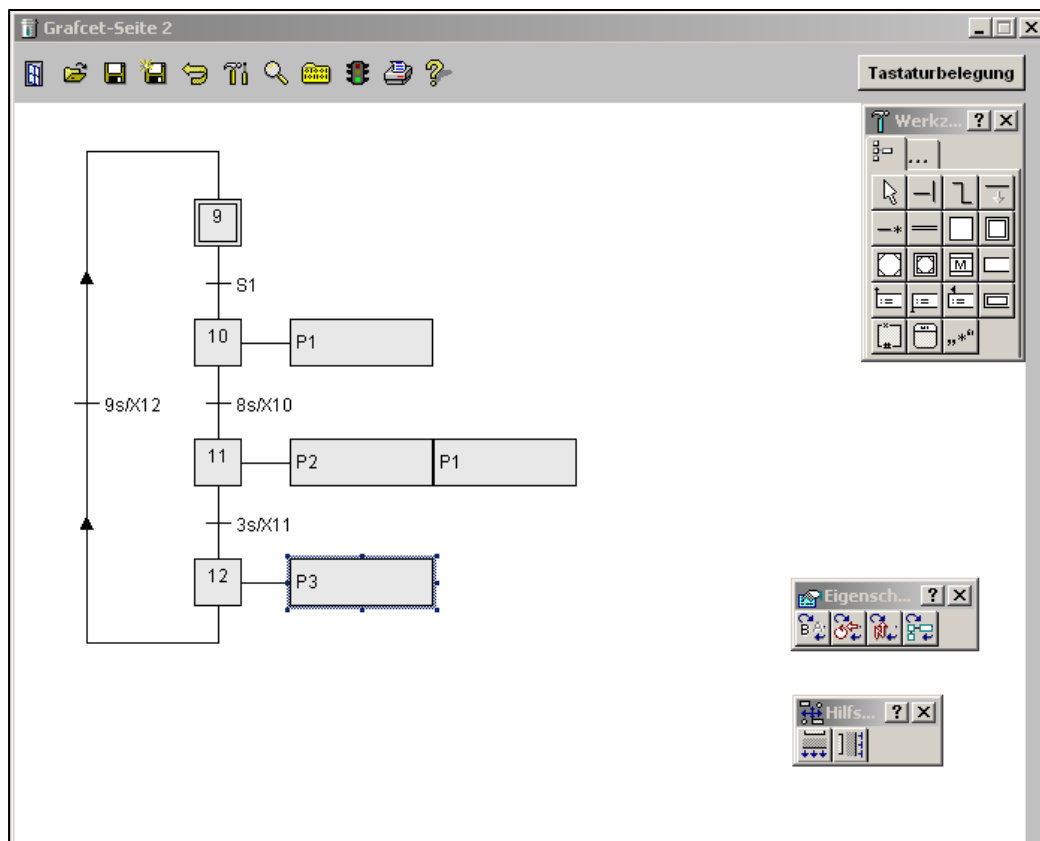 Grafcet-Seite 2
Tastaturbelegung
Werkz...
...
9
S1
M
:= := :=
10 P1
„*“
9s/X12 8s/X10
11 P2 P1
3s/X11
12 P3
Eigensch...
Hilfs...